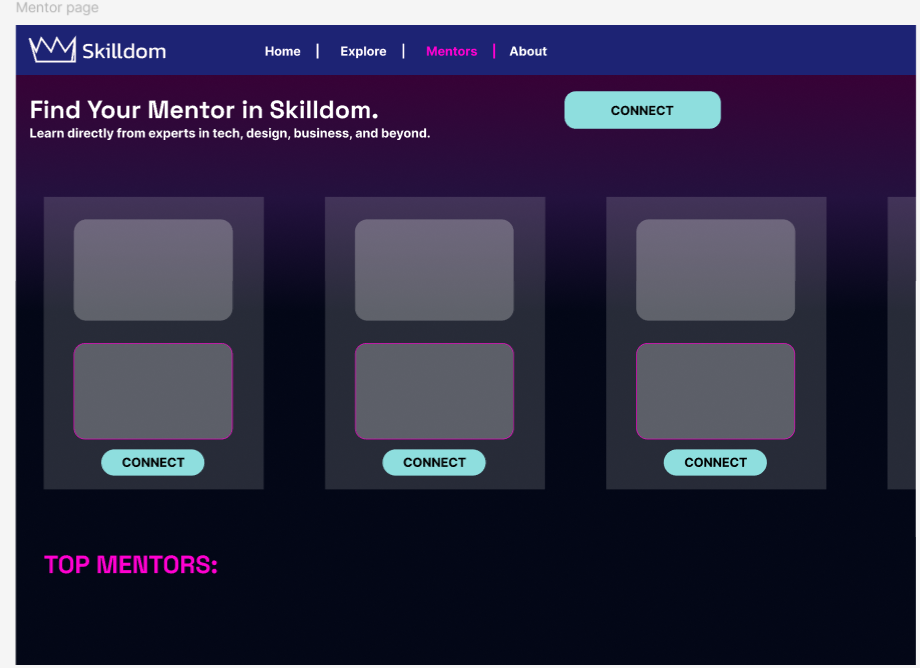 Mentor page
Skilldom
Home | Explore | Mentors | About
Find Your Mentor in Skilldom.
Learn directly from experts in tech, design, business, and beyond.
CONNECT
CONNECT
CONNECT
CONNECT
TOP MENTORS: